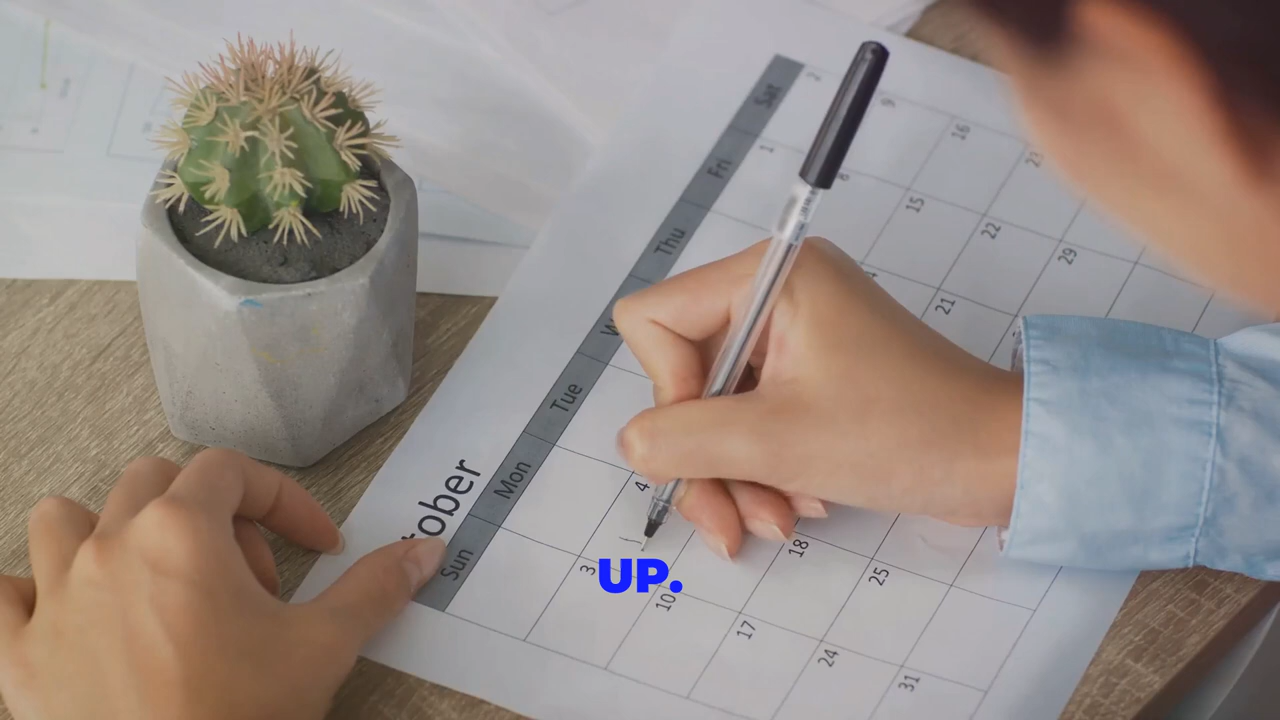 tober
Sun Mon Tue W Thu Fri Sat
1 2
3 4 8 9
10 15 16
17 18 21 22 23
24 25 29
31
UP.